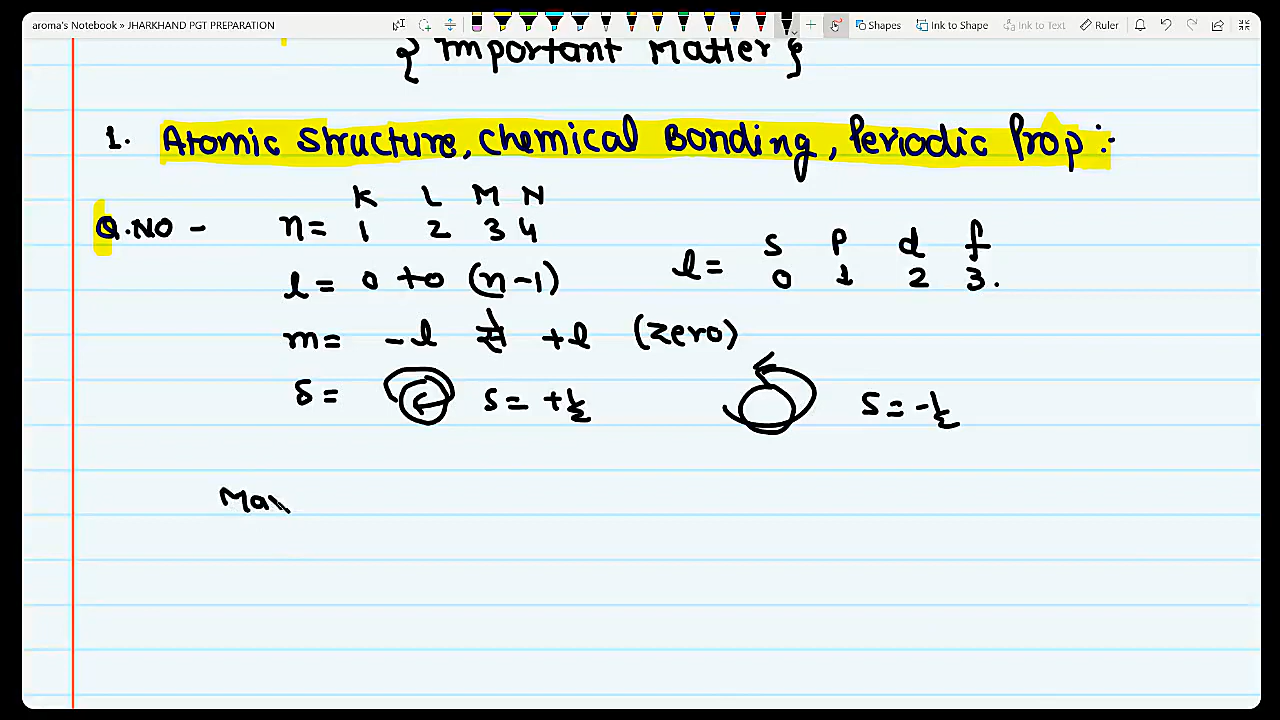 aroma's Notebook » JHARKHAND PGT PREPARATION Shapes Ink to Shape Ink to Text Ruler
{ Important Matter }
1. Atomic Structure, Chemical Bonding, Periodic Prop :-
K L M N
Q.NO - n= 1 2 3 4
s p d f
l= 0 1 2 3.
l= 0 to (n-1)
m= -l से +l (zero)
s= s= +½ s= -½
Max